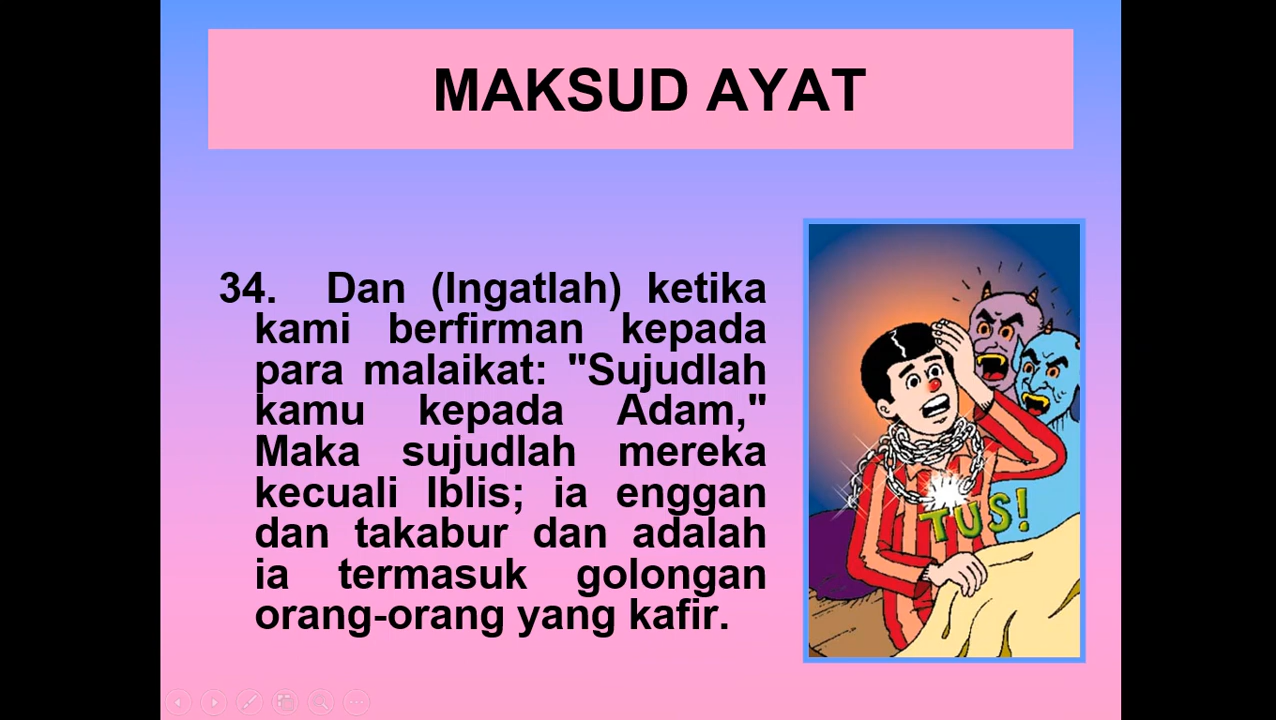 MAKSUD AYAT
34. Dan (Ingatlah) ketika
kami berfirman kepada
para malaikat: "Sujudlah
kamu kepada Adam,"
Maka sujudlah mereka
kecuali Iblis; ia enggan
dan takabur dan adalah
ia termasuk golongan
orang-orang yang kafir.
TUS!